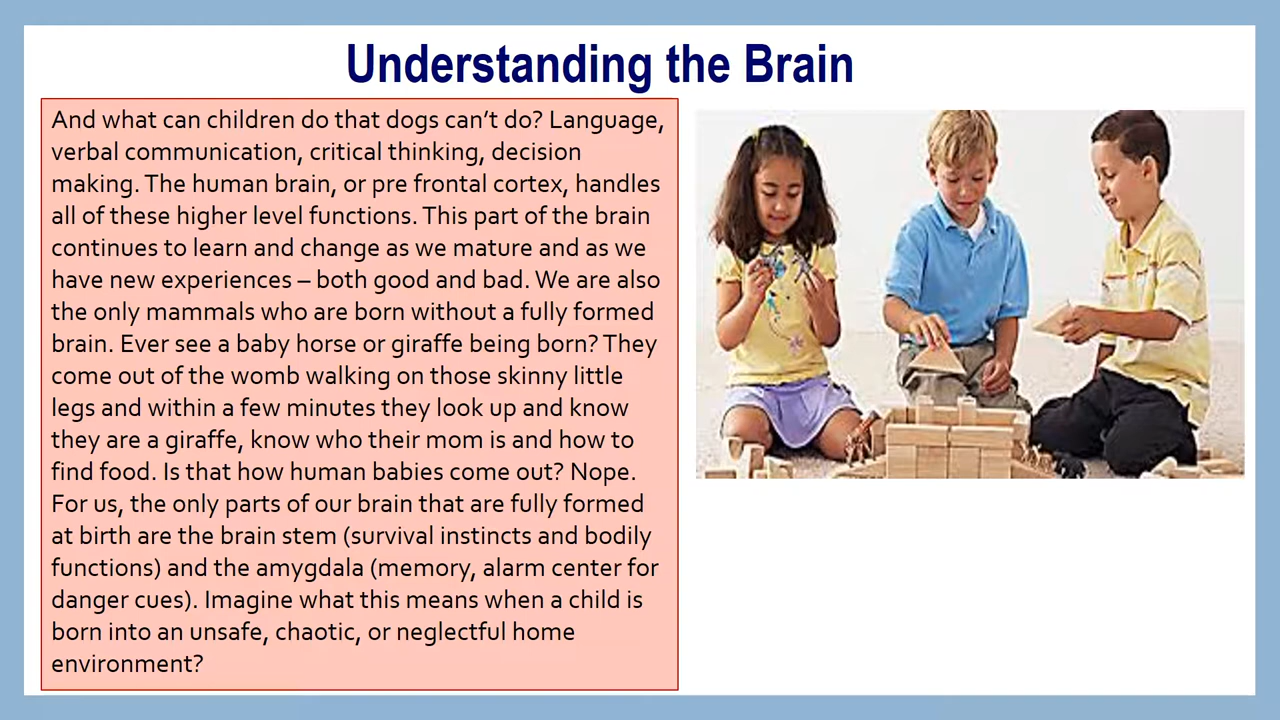 Understanding the Brain
And what can children do that dogs can’t do? Language,
verbal communication, critical thinking, decision
making. The human brain, or pre frontal cortex, handles
all of these higher level functions. This part of the brain
continues to learn and change as we mature and as we
have new experiences – both good and bad. We are also
the only mammals who are born without a fully formed
brain. Ever see a baby horse or giraffe being born? They
come out of the womb walking on those skinny little
legs and within a few minutes they look up and know
they are a giraffe, know who their mom is and how to
find food. Is that how human babies come out? Nope.
For us, the only parts of our brain that are fully formed
at birth are the brain stem (survival instincts and bodily
functions) and the amygdala (memory, alarm center for
danger cues). Imagine what this means when a child is
born into an unsafe, chaotic, or neglectful home
environment?